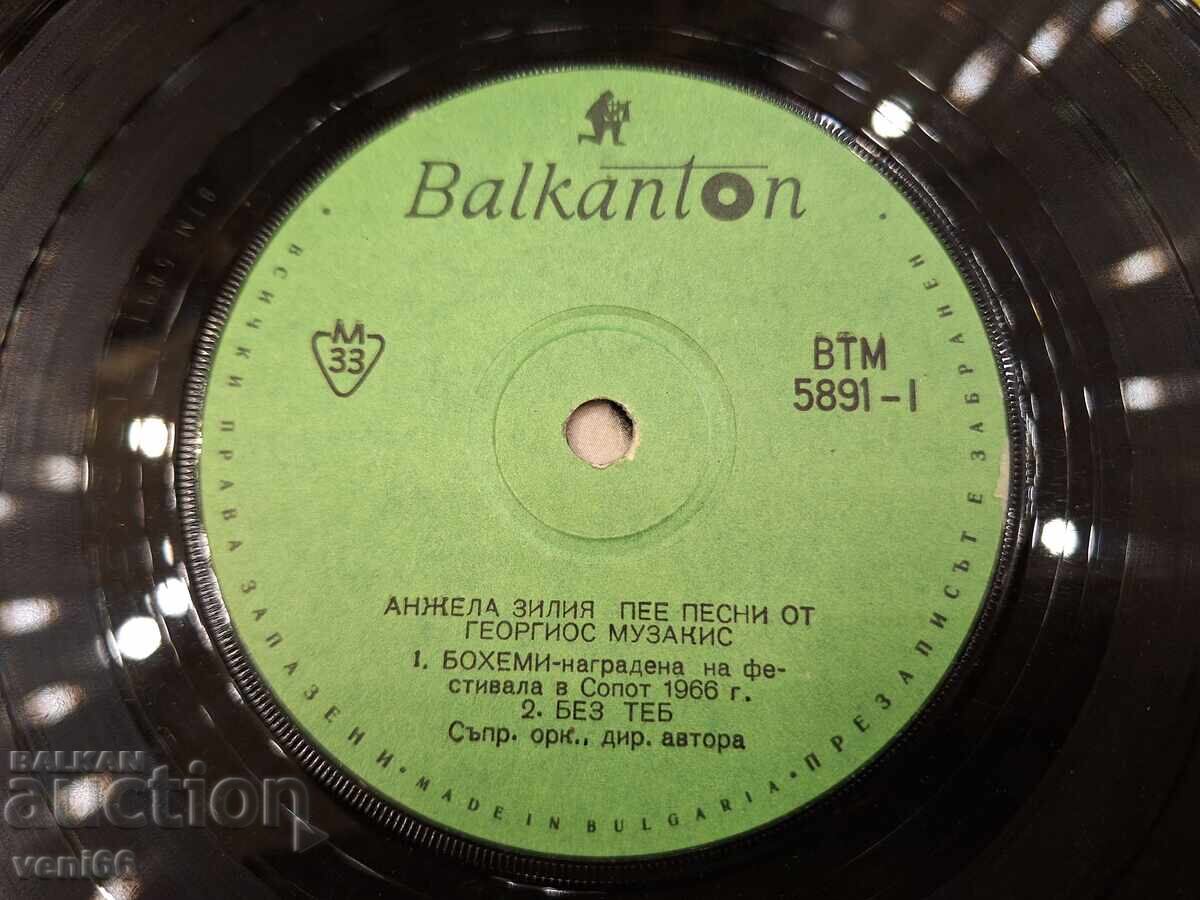 Balkanton
M
33
ВТМ
5891-I
АНЖЕЛА ЗИЛИЯ ПЕЕ ПЕСНИ ОТ
ГЕОРГИОС МУЗАКИС
1. БОХЕМИ-наградена на фе-
стивала в Сопот 1966 г.
2. БЕЗ ТЕБ
Съпр. орк., дир. автора
ВСИЧКИ ПРАВА ЗАПАЗЕНИ • MADE IN BULGARIA • ПРЕЗАПИСЪТ Е ЗАБРАНЕН
BALKAN
auction
veni66